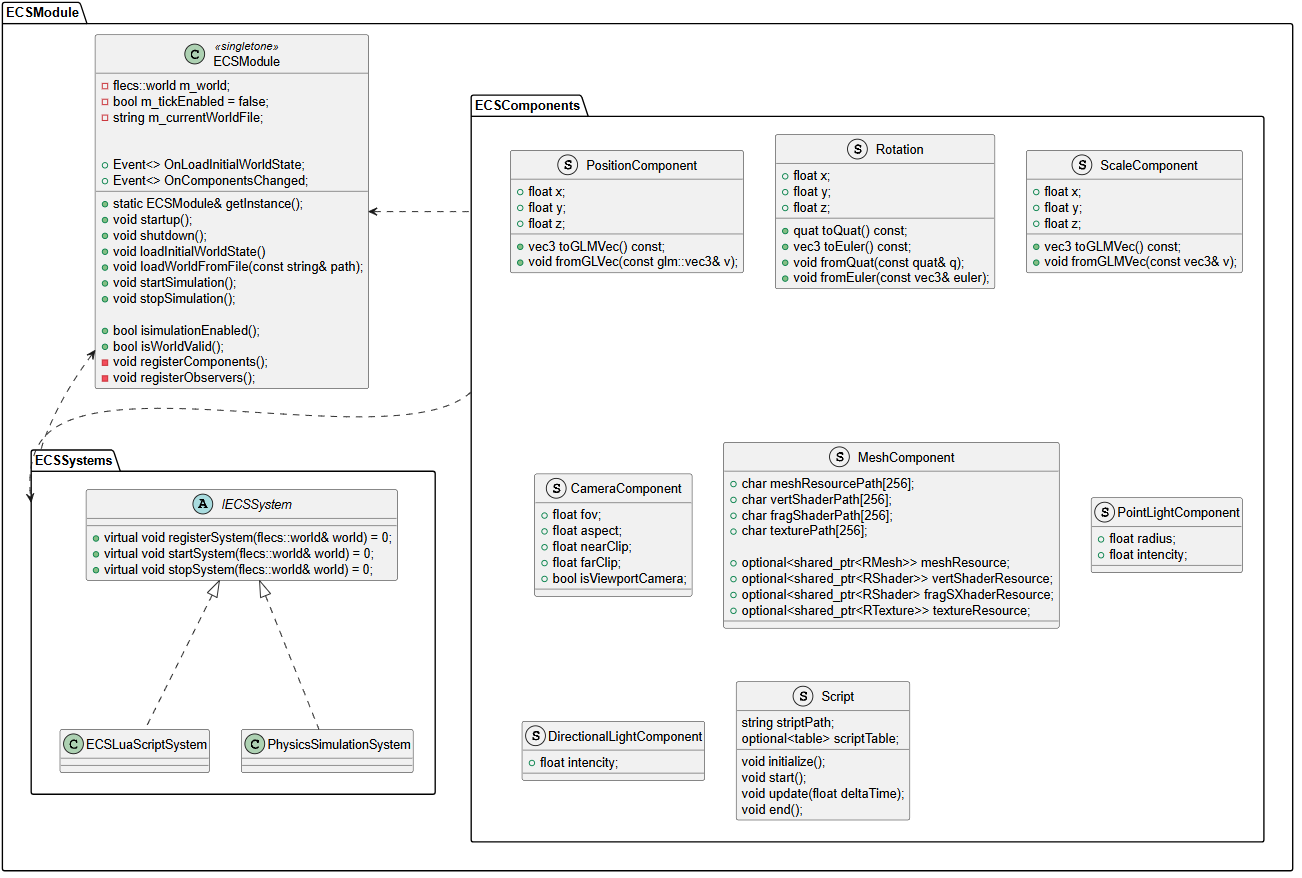 ECSModule
«singletone»
C
ECSModule
flecs::world m_world;
bool m_tickEnabled = false;
string m_currentWorldFile;
Event<> OnLoadInitialWorldState;
Event<> OnComponentsChanged;
static ECSModule& getInstance();
void startup();
void shutdown();
void loadInitialWorldState()
void loadWorldFromFile(const string& path);
void startSimulation();
void stopSimulation();
bool isimulationEnabled();
bool isWorldValid();
void registerComponents();
void registerObservers();
ECSComponents
S PositionComponent
float x;
float y;
float z;
vec3 toGLMVec() const;
void fromGLVec(const glm::vec3& v);
S Rotation
float x;
float y;
float z;
quat toQuat() const;
vec3 toEuler() const;
void fromQuat(const quat& q);
void fromEuler(const vec3& euler);
S ScaleComponent
float x;
float y;
float z;
vec3 toGLMVec() const;
void fromGLMVec(const vec3& v);
S CameraComponent
float fov;
float aspect;
float nearClip;
float farClip;
bool isViewportCamera;
S MeshComponent
char meshResourcePath[256];
char vertShaderPath[256];
char fragShaderPath[256];
char texturePath[256];
optional<shared_ptr<RMesh>> meshResource;
optional<shared_ptr<RShader>> vertShaderResource;
optional<shared_ptr<RShader> fragSXhaderResource;
optional<shared_ptr<RTexture>> textureResource;
S PointLightComponent
float radius;
float intencity;
S DirectionalLightComponent
float intencity;
S Script
string striptPath;
optional<table> scriptTable;
void initialize();
void start();
void update(float deltaTime);
void end();
ECSSystems
A IECSSystem
virtual void registerSystem(flecs::world& world) = 0;
virtual void startSystem(flecs::world& world) = 0;
virtual void stopSystem(flecs::world& world) = 0;
C ECSLuaScriptSystem
C PhysicsSimulationSystem